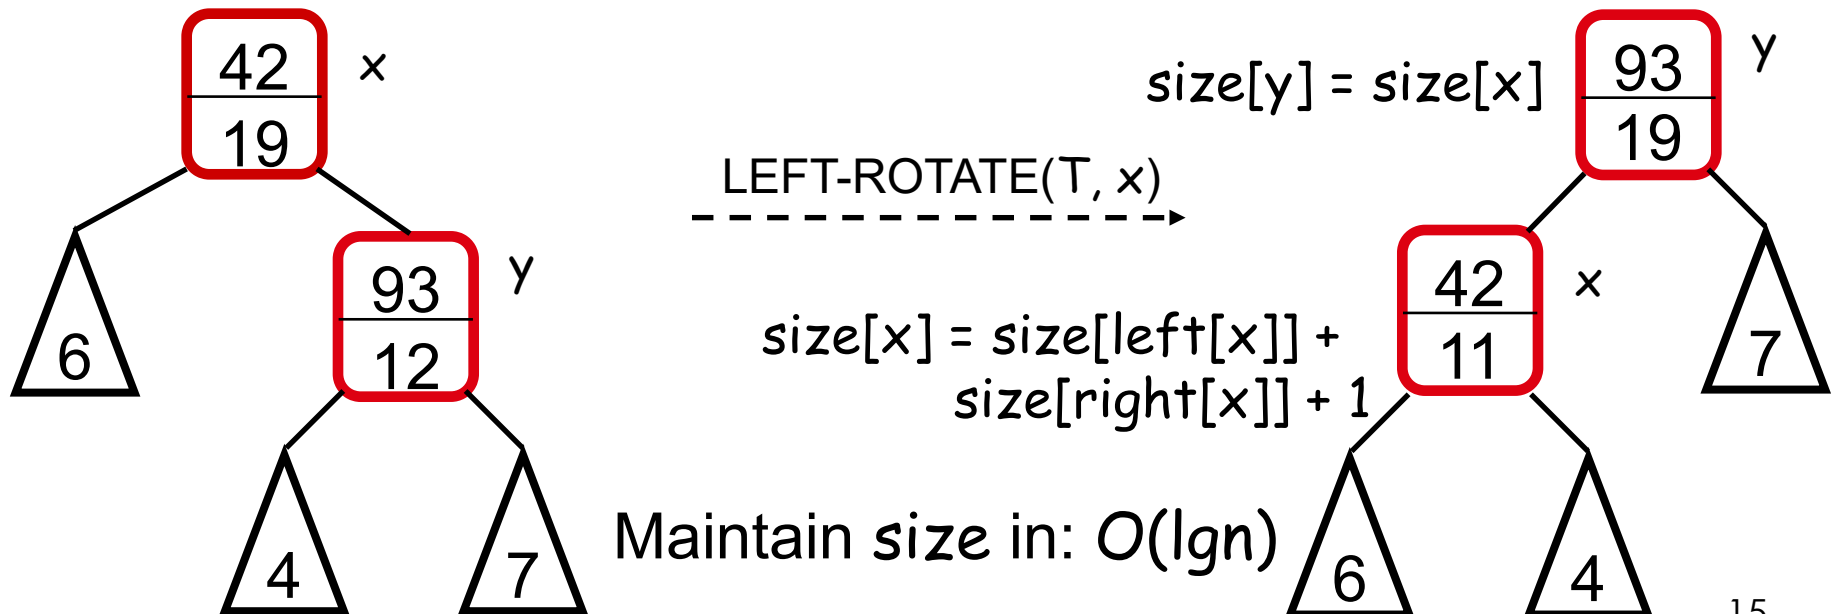 42
x
19
93
y
12
6
4
7
LEFT-ROTATE(T, x)
size[y] = size[x]
93
y
19
size[x] = size[left[x]] +
size[right[x]] + 1
42
x
11
7
6
4
Maintain size in: O(lgn)
15